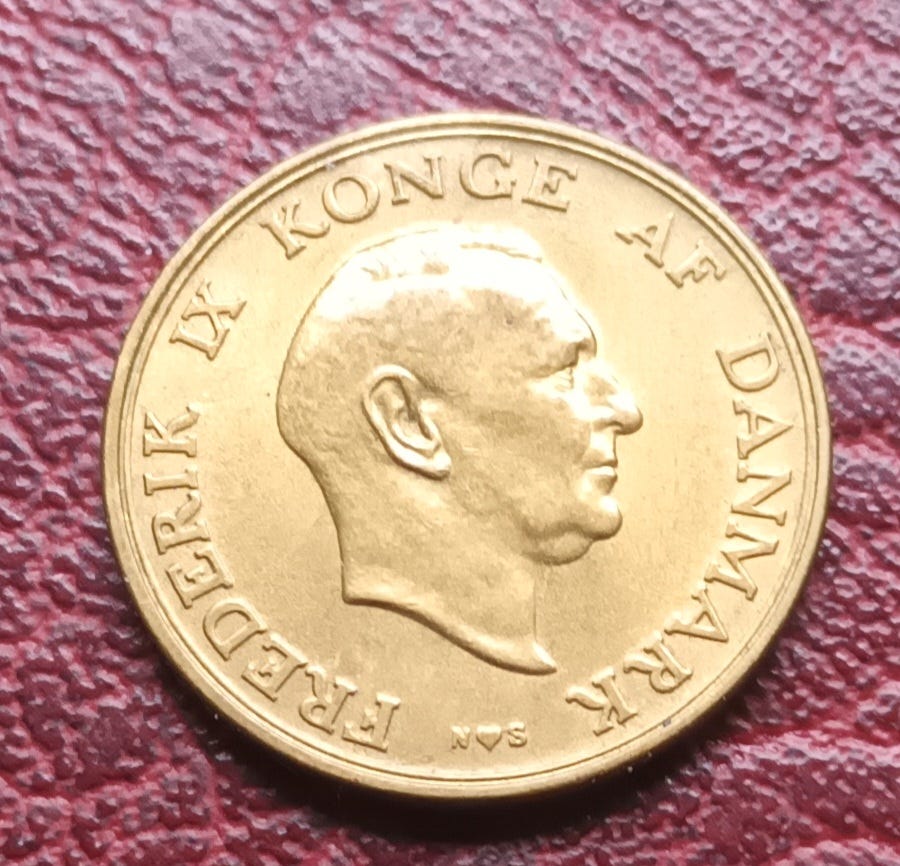 FREDERIK IX KONGE AF DANMARK
N♥S